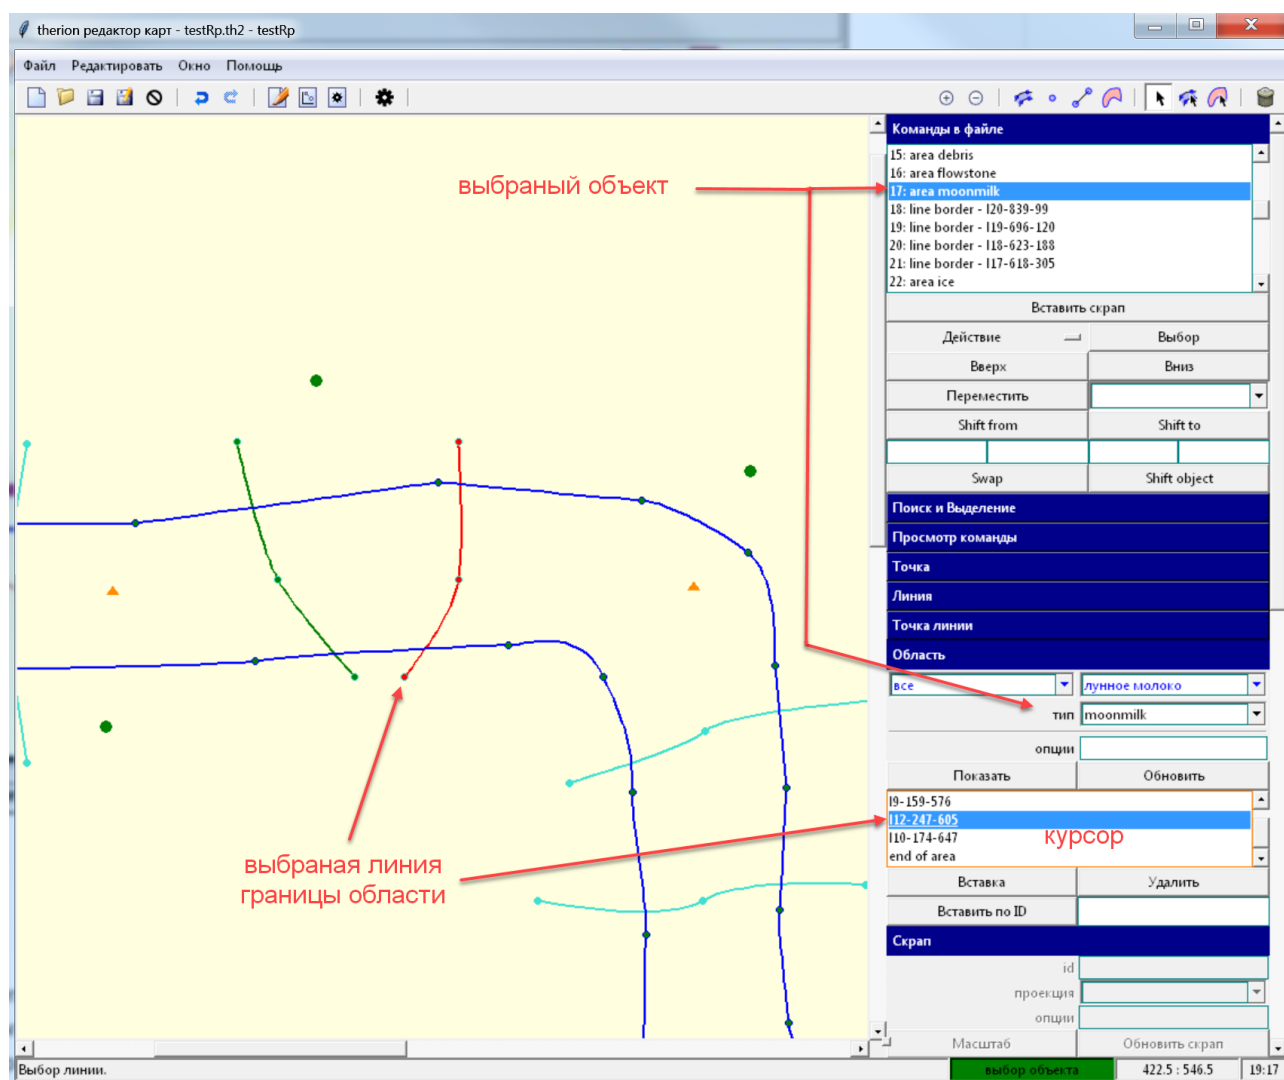 therion редактор карт - testRp.th2 - testRp
Файл Редактировать Окно Помощь
Команды в файле
15: area debris
16: area flowstone
17: area moonmilk
18: line border - l20-839-99
19: line border - l19-696-120
20: line border - l18-623-188
21: line border - l17-618-305
22: area ice
выбраный объект
Вставить скрап
Действие Выбор
Вверх Вниз
Переместить
Shift from Shift to
Swap Shift object
Поиск и Выделение
Просмотр команды
Точка
Линия
Точка линии
Область
все лунное молоко
тип moonmilk
опции
Показать Обновить
l9-159-576
l12-247-605
l10-174-647
end of area
курсор
выбраная линия
границы области
Вставка Удалить
Вставить по ID
Скрап
id
проекция
опции
Масштаб Обновить скрап
Выбор линии. выбор объекта 422.5 : 546.5 19:17